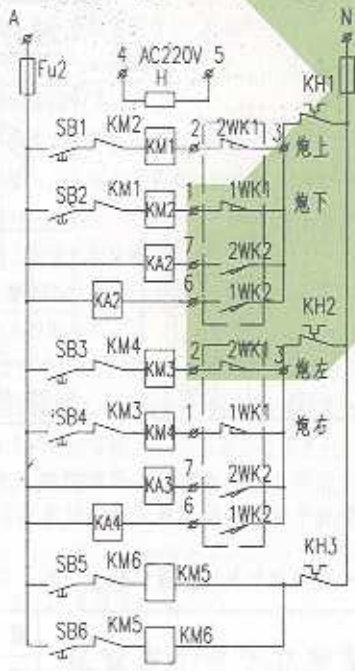 A N
Fu2 4 AC220V 5
H KH1
SB1 KM2 KM1 2 2WK1 3 炮上
SB2 KM1 KM2 1 1WK1 炮下
KA2 7 2WK2
KA2 6 1WK2
KH2
SB3 KM4 KM3 2 2WK1 3 炮左
SB4 KM3 KM4 1 1WK1 炮右
KA3 7 2WK2
KA4 6 1WK2
KH3
SB5 KM6 KM5
SB6 KM5 KM6